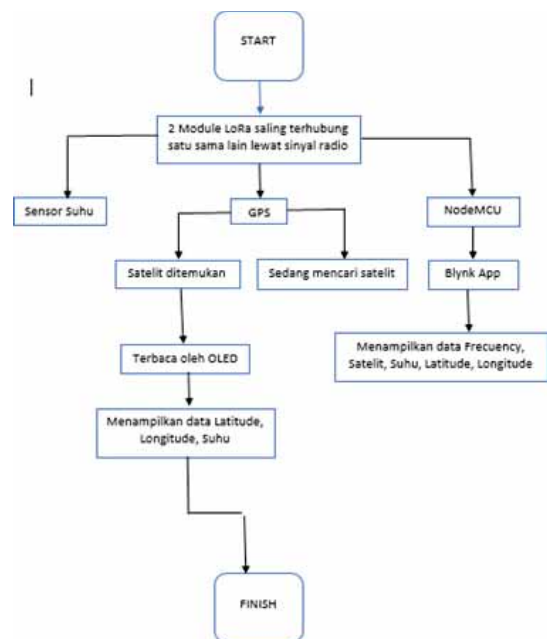 START
2 Module LoRa saling terhubung
satu sama lain lewat sinyal radio
Sensor Suhu
GPS
NodeMCU
Satelit ditemukan
Sedang mencari satelit
Blynk App
Terbaca oleh OLED
Menampilkan data Frecuency,
Satelit, Suhu, Latitude, Longitude
Menampilkan data Latitude,
Longitude, Suhu
FINISH